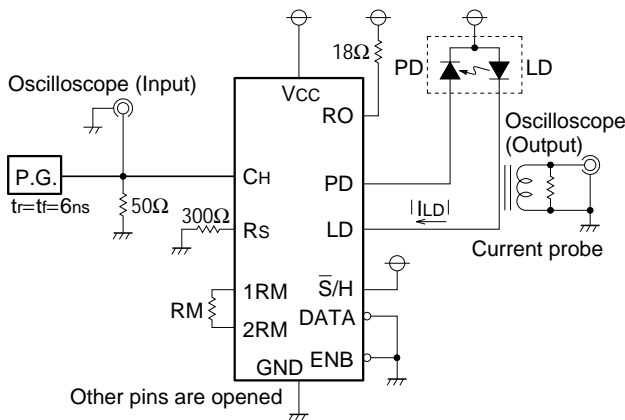 18Ω
PD
LD
Oscilloscope (Input)
VCC
RO
Oscilloscope
(Output)
P.G.
CH
PD
tr=tf=6ns
50Ω
300Ω
RS
LD
|ILD|
Current probe
S̅/H
RM
1RM
DATA
2RM
GND
ENB
Other pins are opened